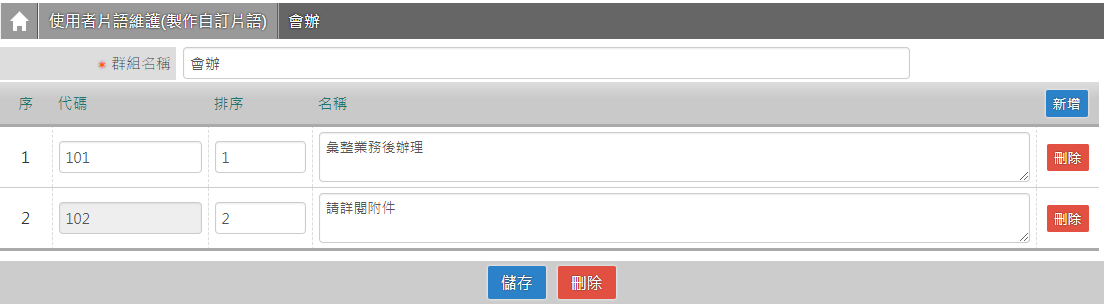 使用者片語維護(製作自訂片語) 會辦
* 群組名稱 會辦
序 代碼 排序 名稱 新增
1 101 1 彙整業務後辦理 刪除
2 102 2 請詳閱附件 刪除
儲存 刪除